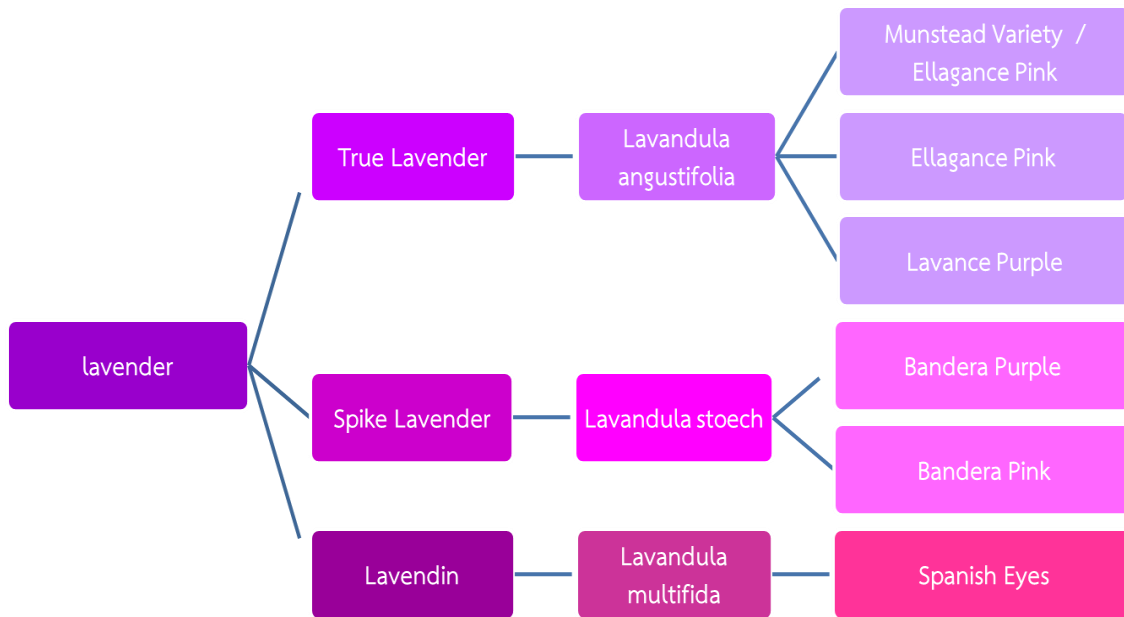 Munstead Variety /
Ellagance Pink
True Lavender
Lavandula
angustifolia
Ellagance Pink
Lavance Purple
lavender
Bandera Purple
Spike Lavender
Lavandula stoech
Bandera Pink
Lavendin
Lavandula
multifida
Spanish Eyes